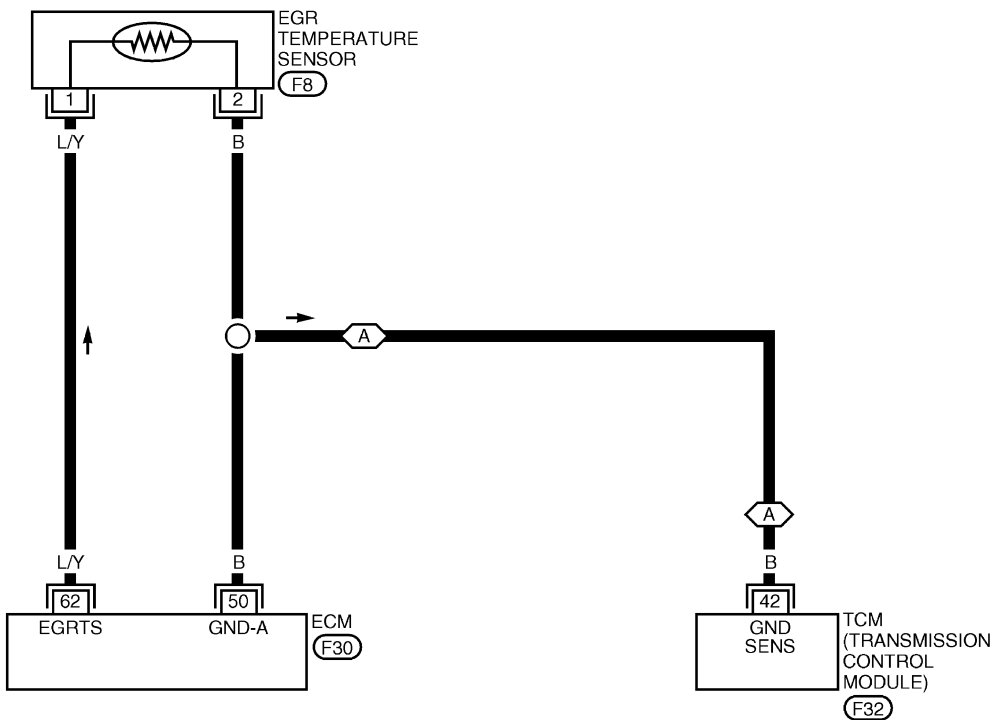 EGR
TEMPERATURE
SENSOR
F8
1 2
L/Y B
A
A
L/Y B B
62 50 42
EGRTS GND-A
ECM
F30
GND
SENS
TCM
(TRANSMISSION
CONTROL
MODULE)
F32